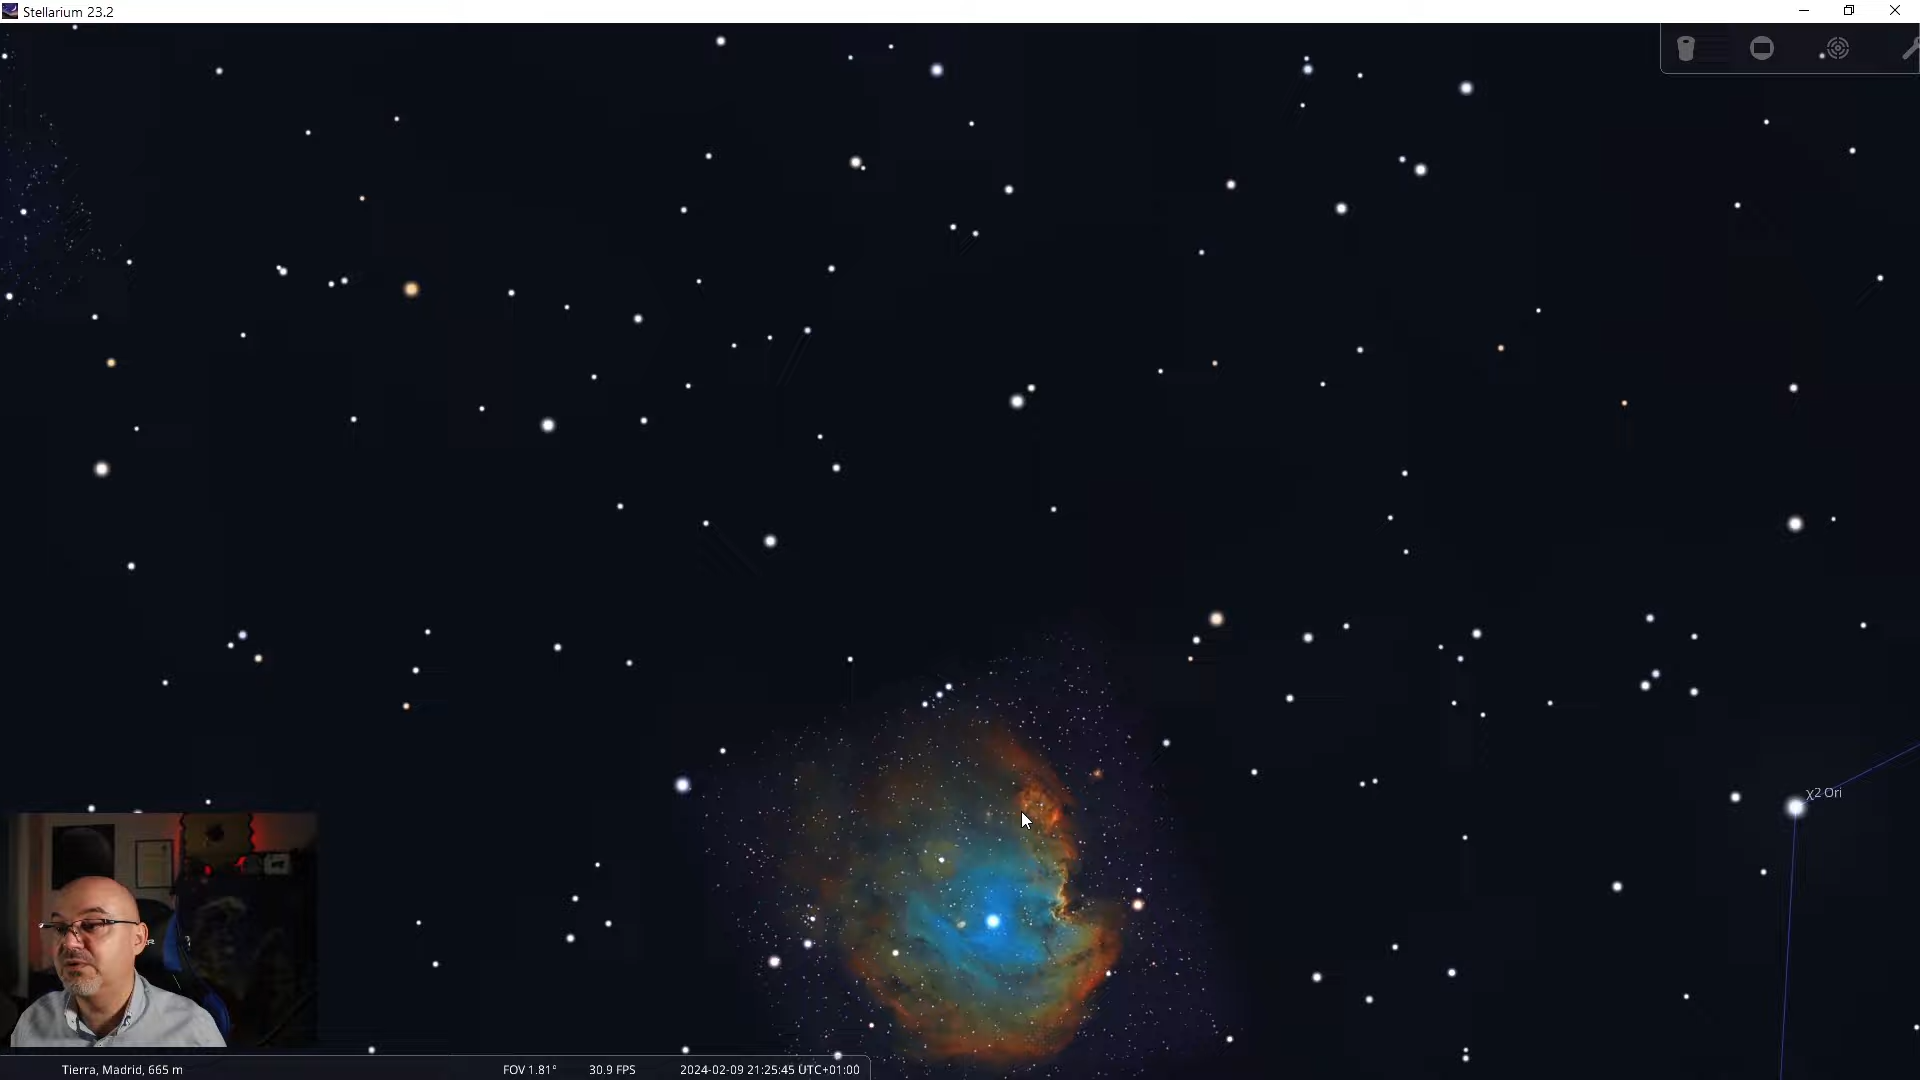 Stellarium 23.2
χ2 Ori
Tierra, Madrid, 665 m
FOV 1.81°
30.9 FPS
2024-02-09 21:25:45 UTC+01:00